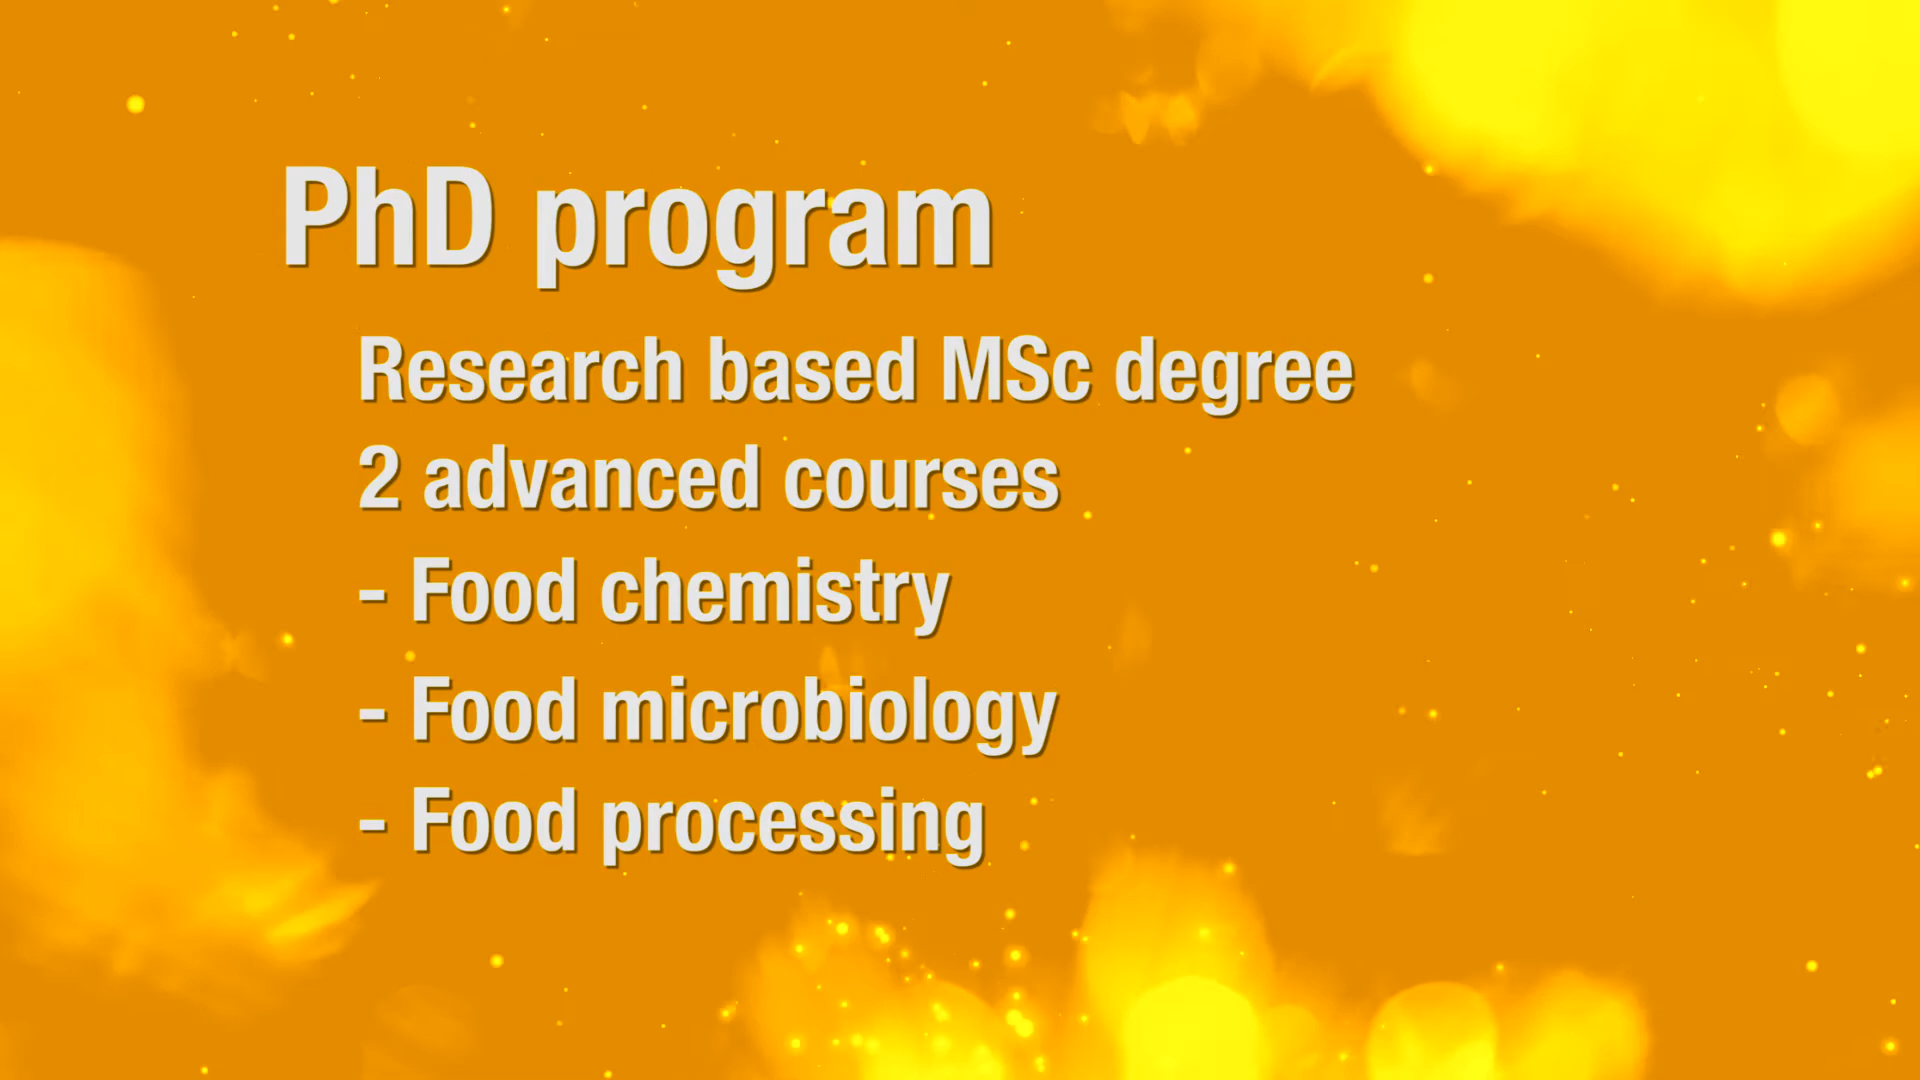 PhD program
Research based MSc degree
2 advanced courses
- Food chemistry
- Food microbiology
- Food processing